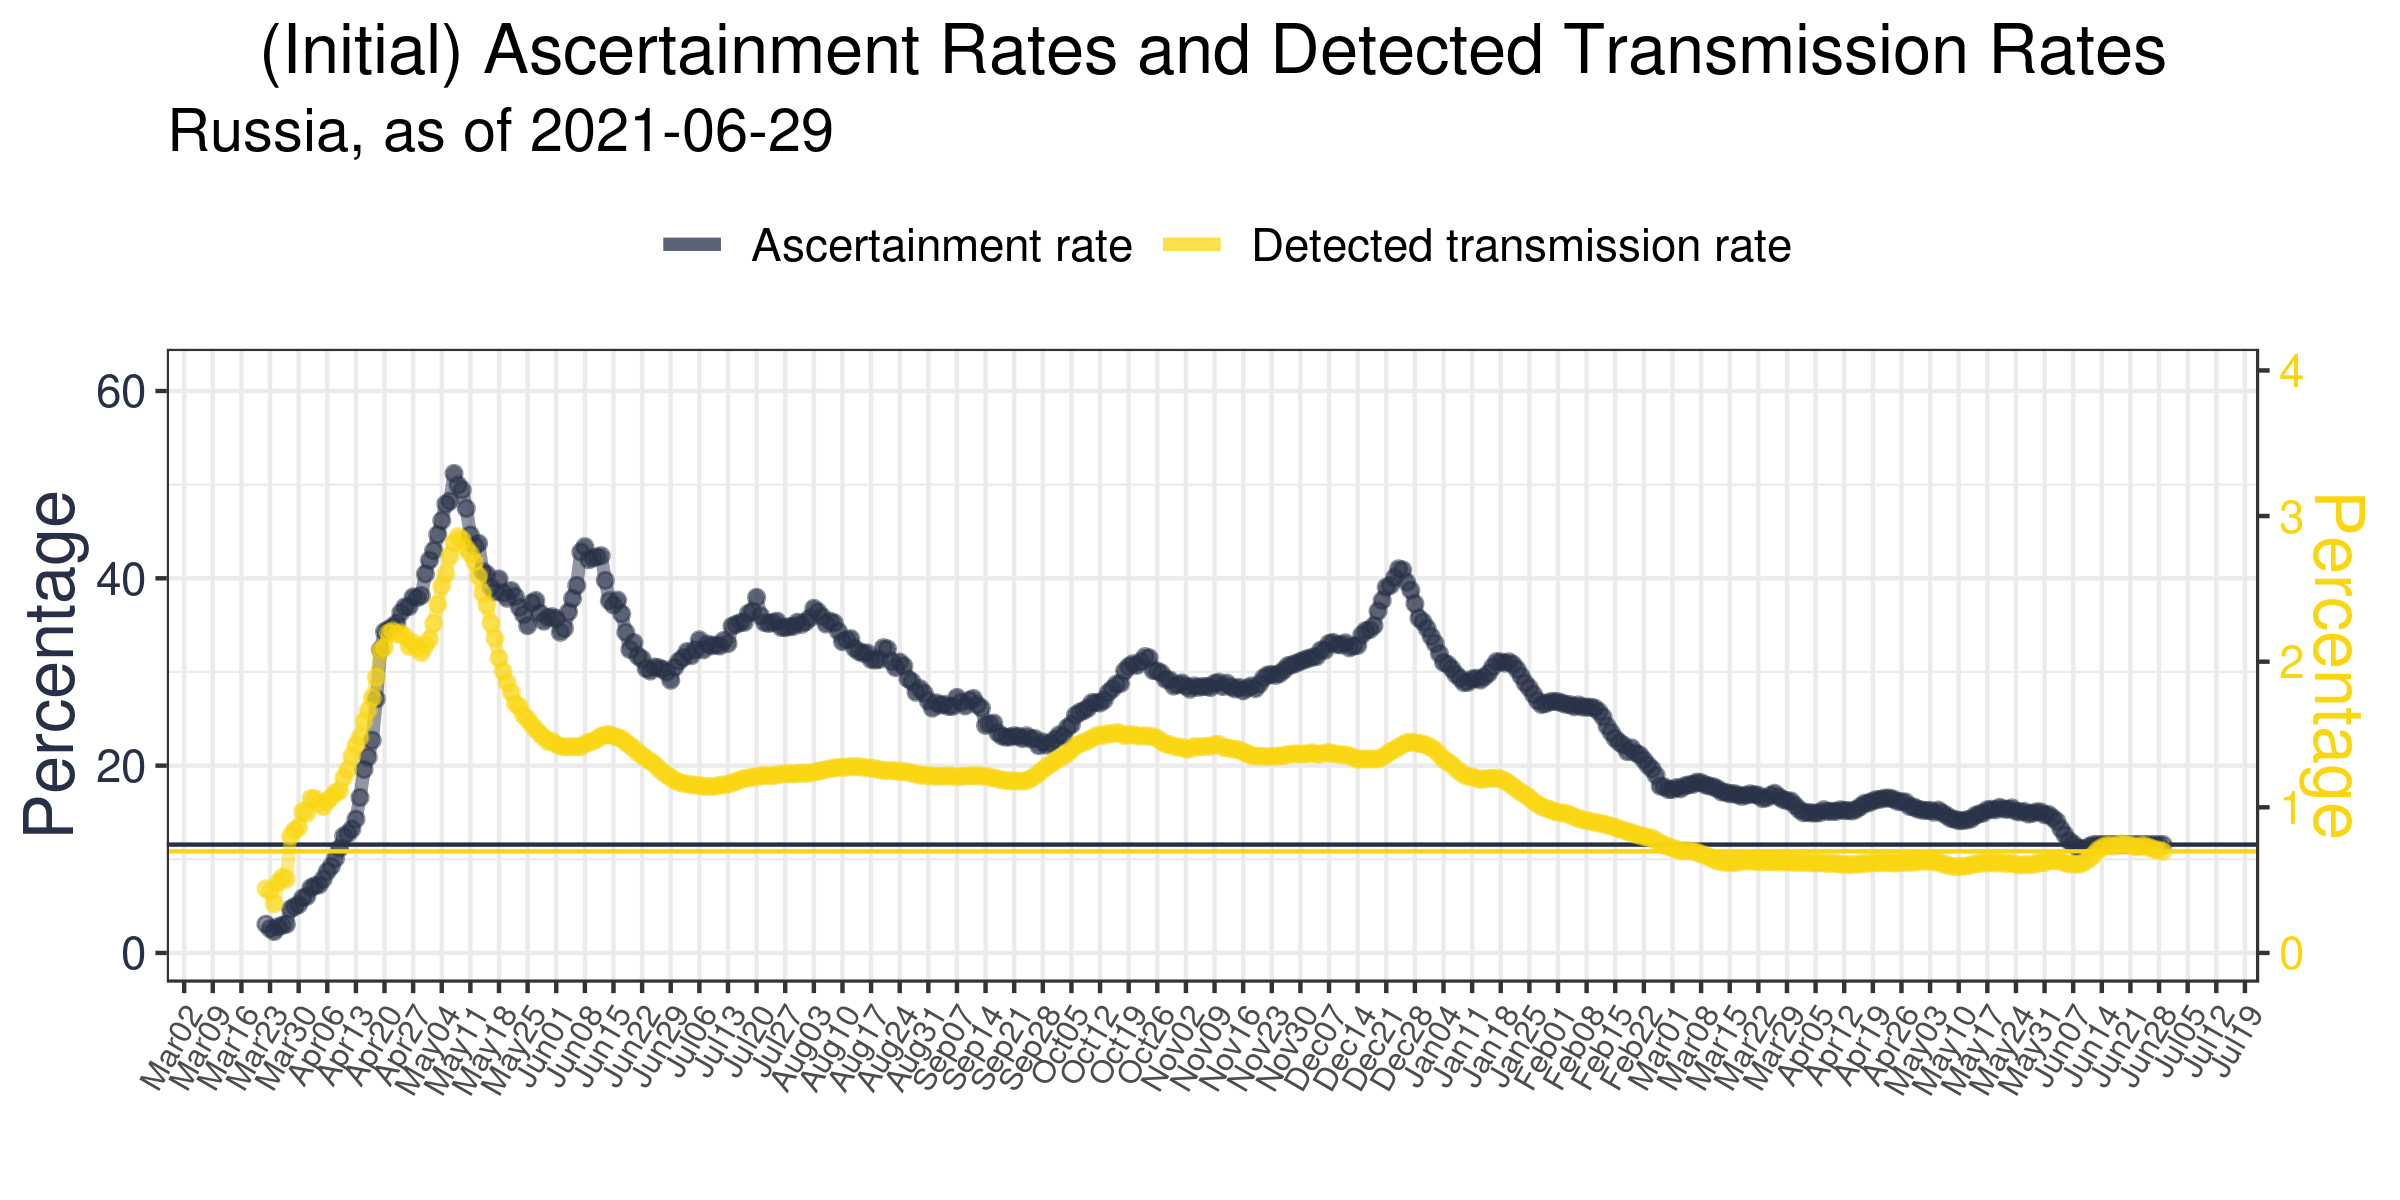 (Initial) Ascertainment Rates and Detected Transmission Rates
Russia, as of 2021-06-29
Ascertainment rate Detected transmission rate
Percentage
60
40
20
0
4
3
2
1
0
Percentage
Mar02 Mar09 Mar16 Mar23 Mar30 Apr06 Apr13 Apr20 Apr27 May04 May11 May18 May25 Jun01 Jun08 Jun15 Jun22 Jun29 Jul06 Jul13 Jul20 Jul27 Aug03 Aug10 Aug17 Aug24 Aug31 Sep07 Sep14 Sep21 Sep28 Oct05 Oct12 Oct19 Oct26 Nov02 Nov09 Nov16 Nov23 Nov30 Dec07 Dec14 Dec21 Dec28 Jan04 Jan11 Jan18 Jan25 Feb01 Feb08 Feb15 Feb22 Mar01 Mar08 Mar15 Mar22 Mar29 Apr05 Apr12 Apr19 Apr26 May03 May10 May17 May24 May31 Jun07 Jun14 Jun21 Jun28 Jul05 Jul12 Jul19